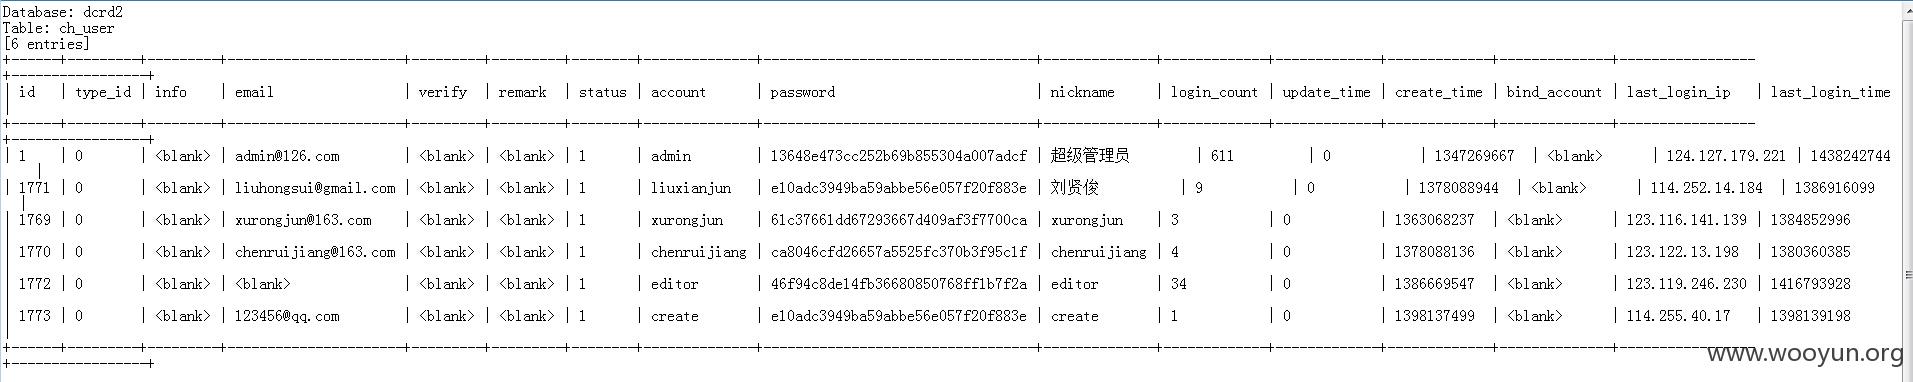 Database: dcrd2
Table: ch_user
[6 entries]
+------+---------+---------+-----------------------+---------+---------+---------+--------------+----------------------------------+--------------+-------------+-------------+-------------+--------------+-----------------
+-----------------+
| id | type_id | info | email | verify | remark | status | account | password | nickname | login_count | update_time | create_time | bind_account | last_login_ip | last_login_time
|
+------+---------+---------+-----------------------+---------+---------+---------+--------------+----------------------------------+--------------+-------------+-------------+-------------+--------------+-----------------
+-----------------+
| 1 | 0 | <blank> | admin@126.com | <blank> | <blank> | 1 | admin | 13648e473cc252b69b855304a007adcf | 超级管理员 | 611 | 0 | 1347269667 | <blank> | 124.127.179.221 | 1438242744
|
| 1771 | 0 | <blank> | liuhongsui@gmail.com | <blank> | <blank> | 1 | liuxianjun | e10adc3949ba59abbe56e057f20f883e | 刘贤俊 | 9 | 0 | 1378088944 | <blank> | 114.252.14.184 | 1386916099
|
| 1769 | 0 | <blank> | xurongjun@163.com | <blank> | <blank> | 1 | xurongjun | 61c37661dd67293667d409af3f7700ca | xurongjun | 3 | 0 | 1363068237 | <blank> | 123.116.141.139 | 1384852996
|
| 1770 | 0 | <blank> | chenruijiang@163.com | <blank> | <blank> | 1 | chenruijiang | ca8046cfd26657a5525fc370b3f95c1f | chenruijiang | 4 | 0 | 1378088136 | <blank> | 123.122.13.198 | 1380360385
|
| 1772 | 0 | <blank> | <blank> | <blank> | <blank> | 1 | editor | 46f94c8de14fb36680850768ff1b7f2a | editor | 34 | 0 | 1386669547 | <blank> | 123.119.246.230 | 1416793928
|
| 1773 | 0 | <blank> | 123456@qq.com | <blank> | <blank> | 1 | create | e10adc3949ba59abbe56e057f20f883e | create | 1 | 0 | 1398137499 | <blank> | 114.255.40.17 | 1398139198
|
+------+---------+---------+-----------------------+---------+---------+---------+--------------+----------------------------------+--------------+-------------+-------------+-------------+--------------+-----------------
+-----------------+
www.wooyun.org